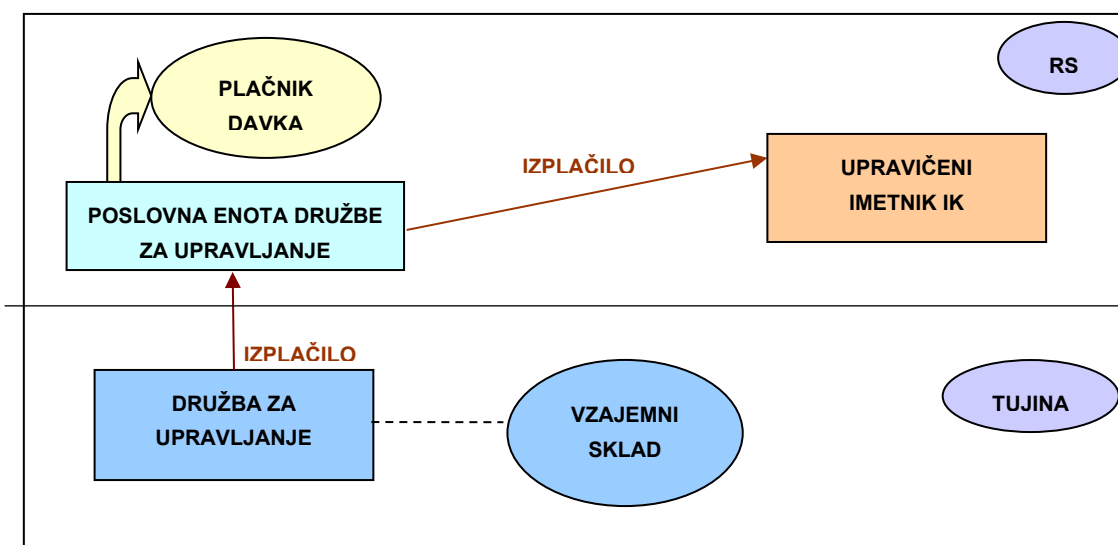 PLAČNIK
DAVKA
RS
IZPLAČILO
UPRAVIČENI
IMETNIK IK
POSLOVNA ENOTA DRUŽBE
ZA UPRAVLJANJE
IZPLAČILO
DRUŽBA ZA
UPRAVLJANJE
VZAJEMNI
SKLAD
TUJINA